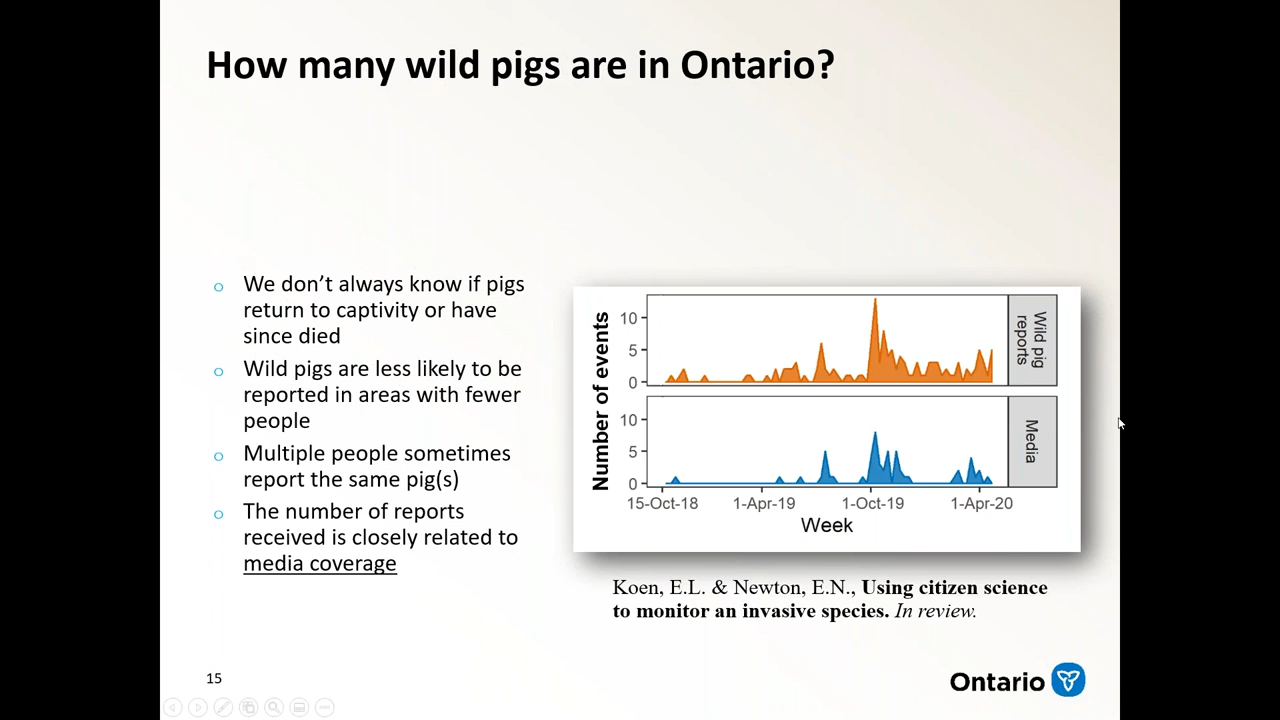 How many wild pigs are in Ontario?
o We don’t always know if pigs
return to captivity or have
since died
o Wild pigs are less likely to be
reported in areas with fewer
people
o Multiple people sometimes
report the same pig(s)
o The number of reports
received is closely related to
media coverage
Number of events
10
5
0
Wild pig
reports
10
5
0
Media
15-Oct-18 1-Apr-19 1-Oct-19 1-Apr-20
Week
Koen, E.L. & Newton, E.N., Using citizen science
to monitor an invasive species. In review.
15
Ontario